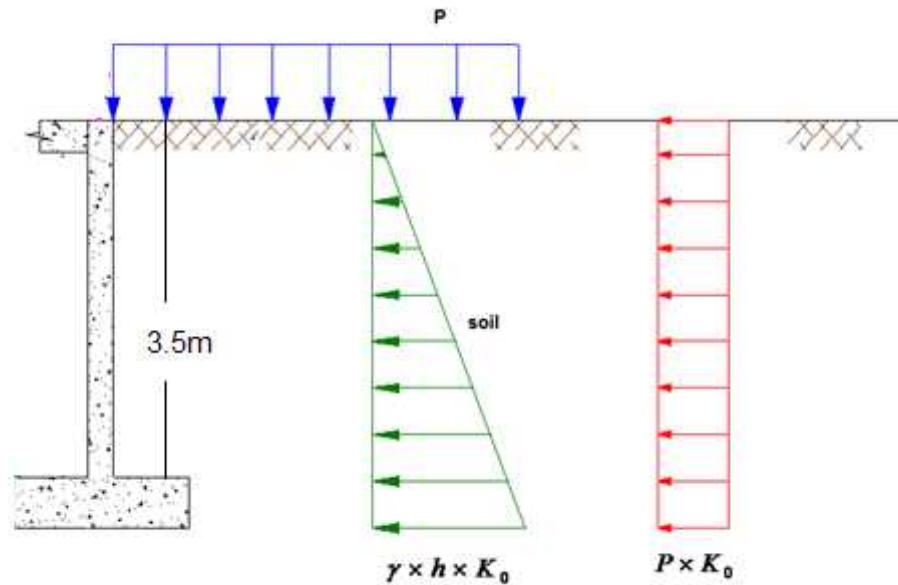 P
3.5m
soil
γ × h × K₀
P × K₀